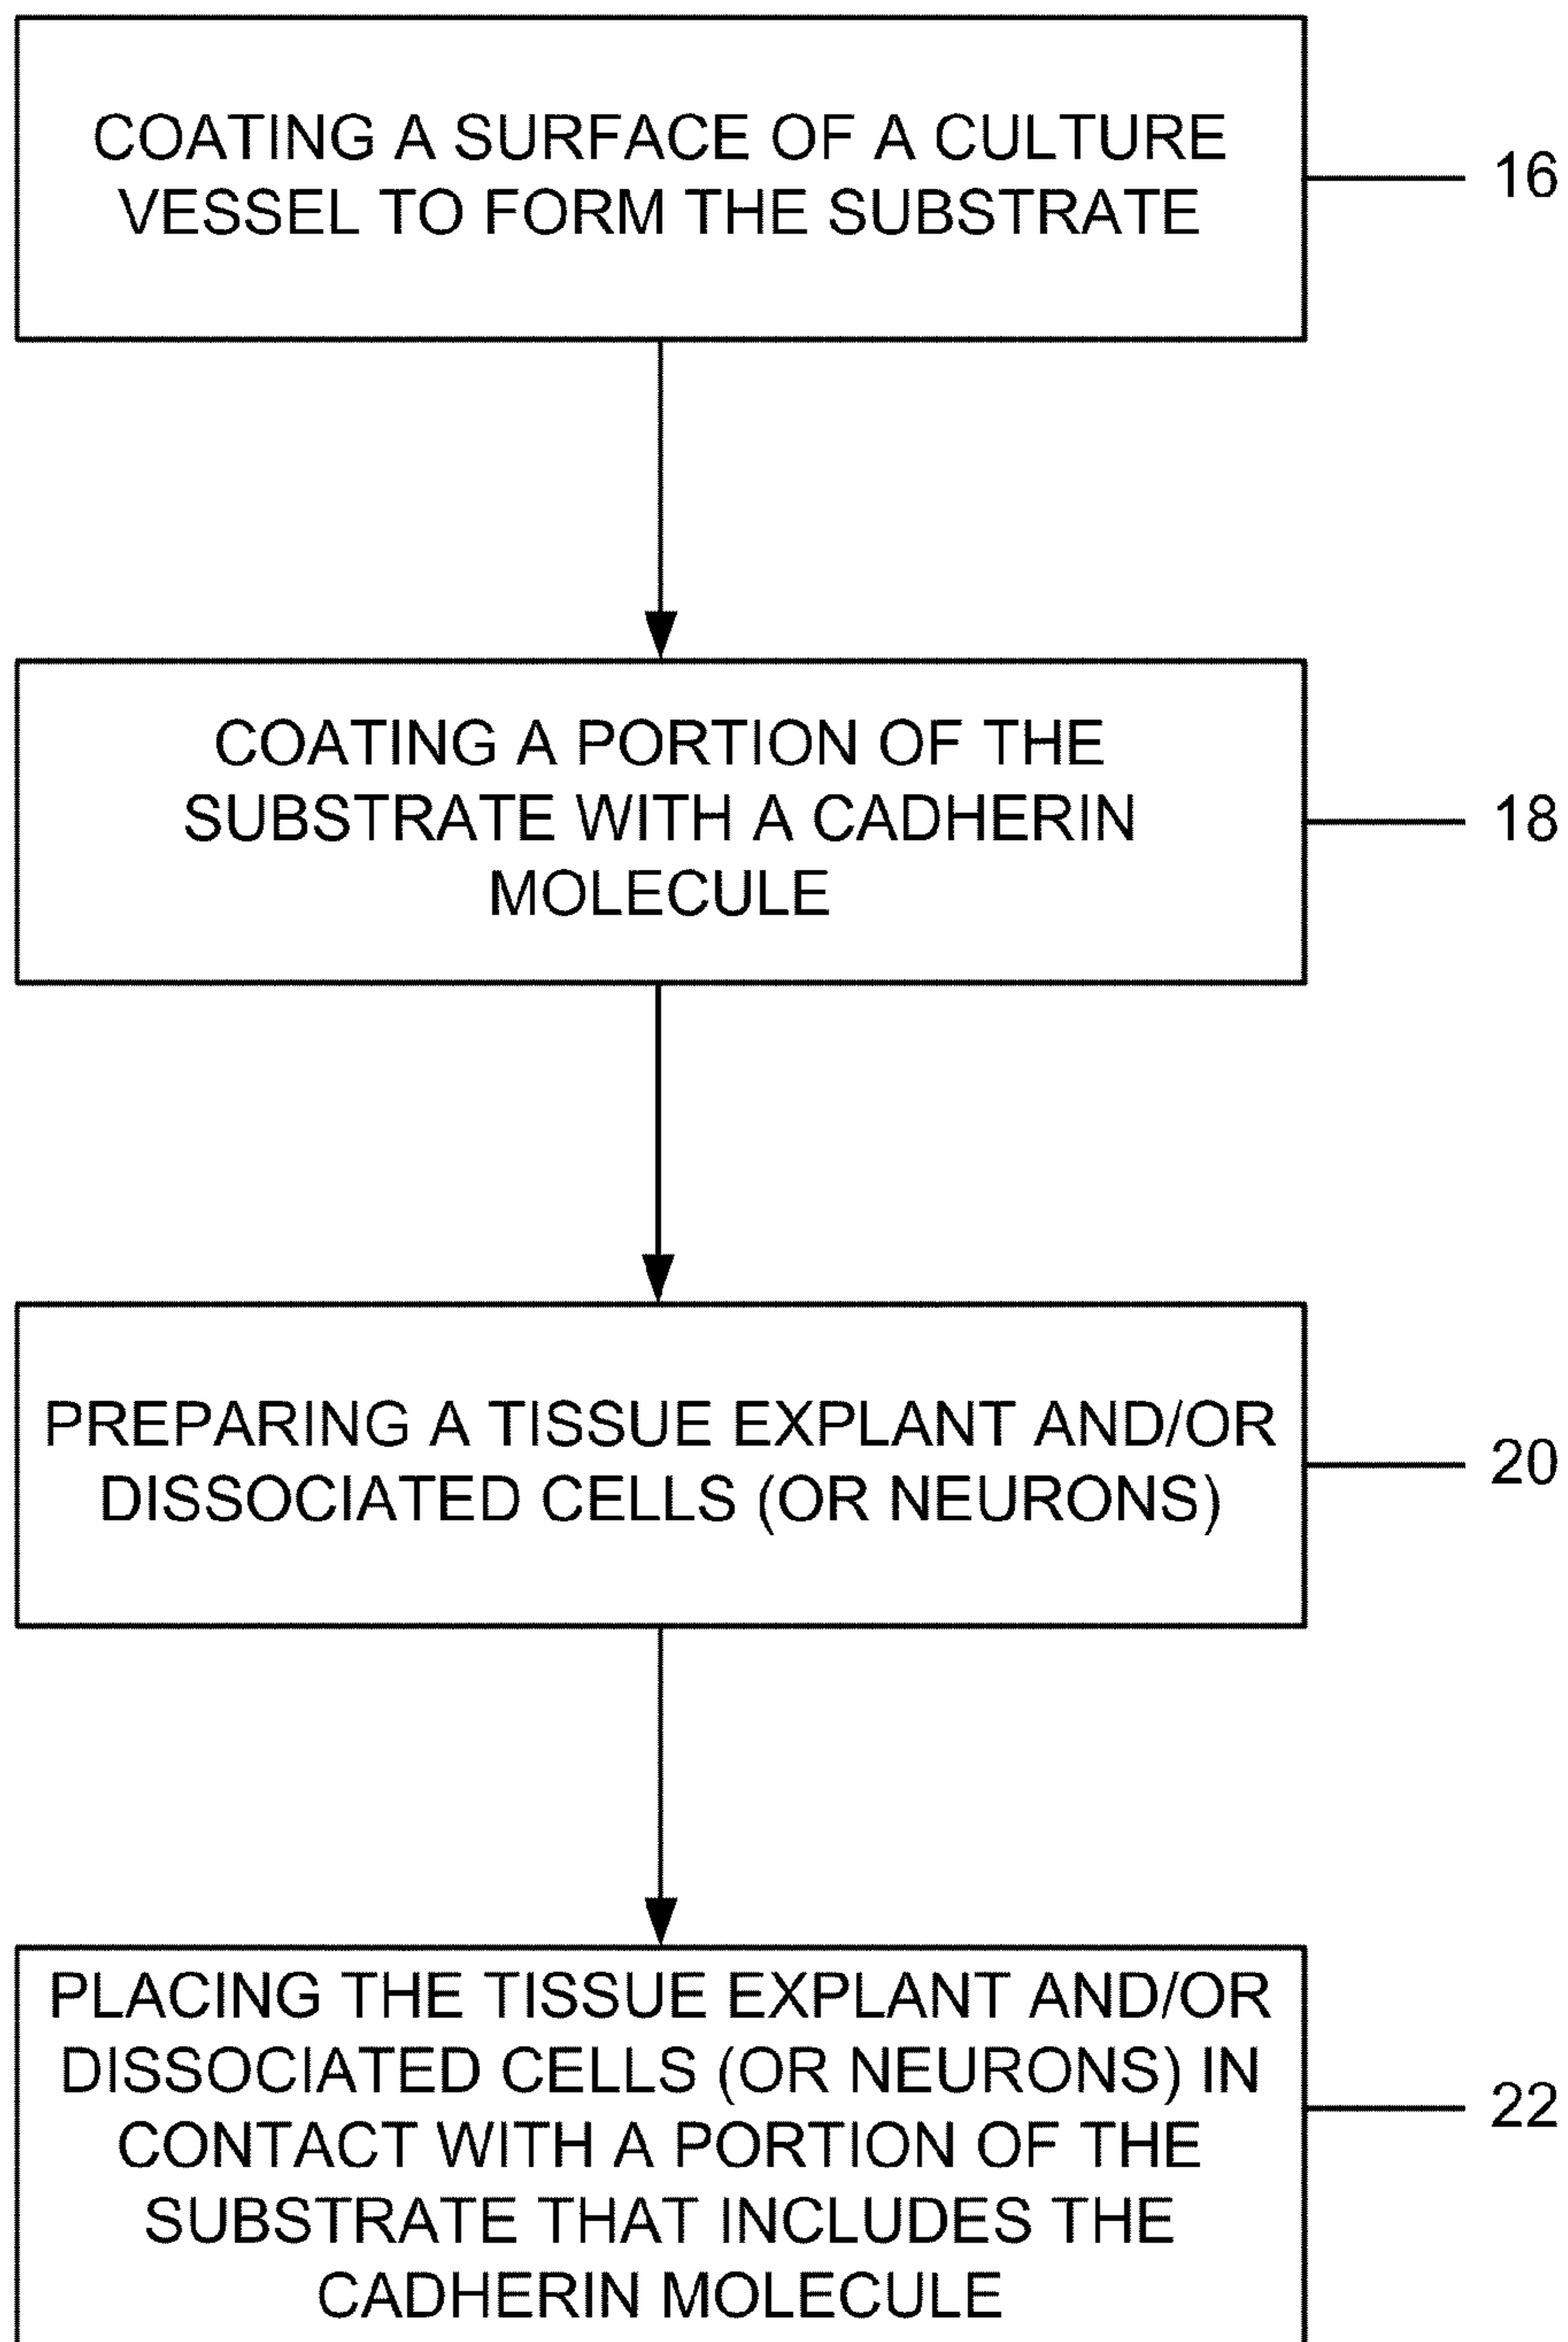 COATING A SURFACE OF A CULTURE
VESSEL TO FORM THE SUBSTRATE
16
COATING A PORTION OF THE
SUBSTRATE WITH A CADHERIN
MOLECULE
18
PREPARING A TISSUE EXPLANT AND/OR
DISSOCIATED CELLS (OR NEURONS)
20
PLACING THE TISSUE EXPLANT AND/OR
DISSOCIATED CELLS (OR NEURONS) IN
CONTACT WITH A PORTION OF THE
SUBSTRATE THAT INCLUDES THE
CADHERIN MOLECULE
22